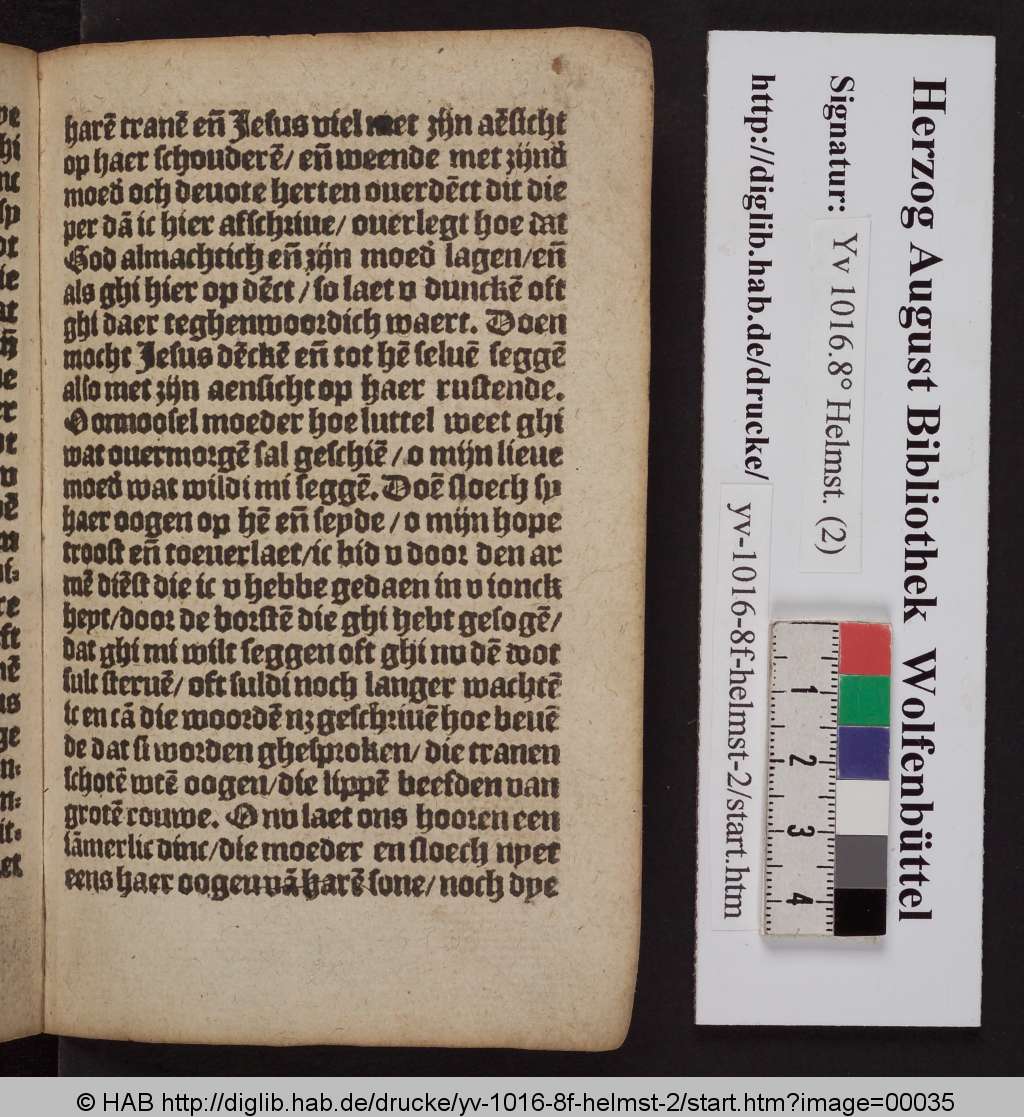 harē tranē eñ Jesus viel met zijn aēsicht
op haer schouderē/ eñ weende met zijnd̕
moed̕ och deuote herten ouerdēct dit die
per dā ic hier afschriue/ ouerlegt hoe dat
God almachtich eñ zijn moed̕ lagen/eñ
als ghi hier op dēct/so laet v dunckē oft
ghi daer teghenwoordich waert. Doen
mocht Jesus dēckē eñ tot hē seluē seggē
also met zijn aensicht op haer rustende.
O onnoosel moeder hoe luttel weet ghi
wat ouermorgē sal geschiē/o mijn lieue
moed̕ wat wildi mi seggē. Doē sloech sy
haer oogen op hē eñ seyde/o mijn hope
troost eñ toeuerlaet/ic bid v door den ar
mē diēst die ic v hebbe gedaen in v ionck
heyt/door de borstē die ghi hebt gesogē/
dat ghi mi wilt seggen oft ghi nv dē doot
sult steruē/ oft suldi noch langer wachtē
ic en cā die woordē nz geschriuē hoe beuē
de dat si worden ghesproken/ die tranen
schotē wtē oogen/die lippē beefden van
grotē rouwe. O nv laet ons hooren een
iāmerlic dinc/die moeder en sloech nyet
eens haer oogen vā harē sone/noch dye
Herzog August Bibliothek Wolfenbüttel
Signatur: Yv 1016.8° Helmst. (2)
http://diglib.hab.de/drucke/ yv-1016-8f-helmst-2/start.htm
1
2
3
4
© HAB http://diglib.hab.de/drucke/yv-1016-8f-helmst-2/start.htm?image=00035